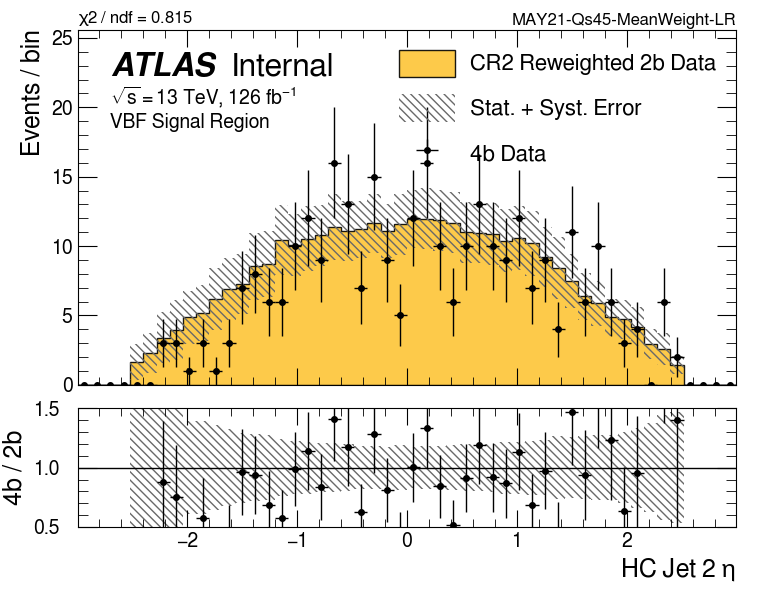 χ² / ndf = 0.815
MAY21-Qs45-MeanWeight-LR
Events / bin
25
20
15
10
5
0
ATLAS Internal
√s = 13 TeV, 126 fb⁻¹
VBF Signal Region
CR2 Reweighted 2b Data
Stat. + Syst. Error
4b Data
4b / 2b
1.5
1.0
0.5
−2 −1 0 1 2
HC Jet 2 η